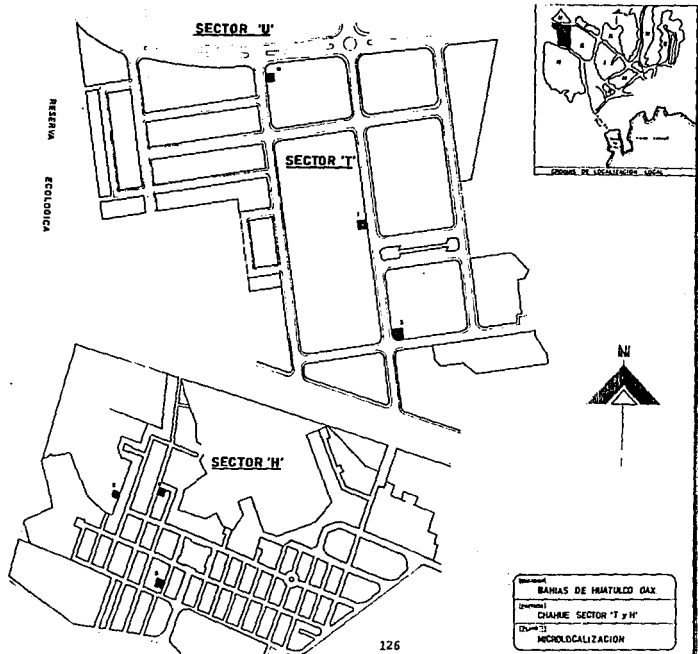 SECTOR 'U'
RESERVA ECOLOGICA
SECTOR 'T'
CROQUIS DE LOCALIZACION LOCAL
N
SECTOR 'H'
BAHIAS DE HUATULCO OAX
CHAHUE SECTOR 'T y H'
MICROLOCALIZACION
126